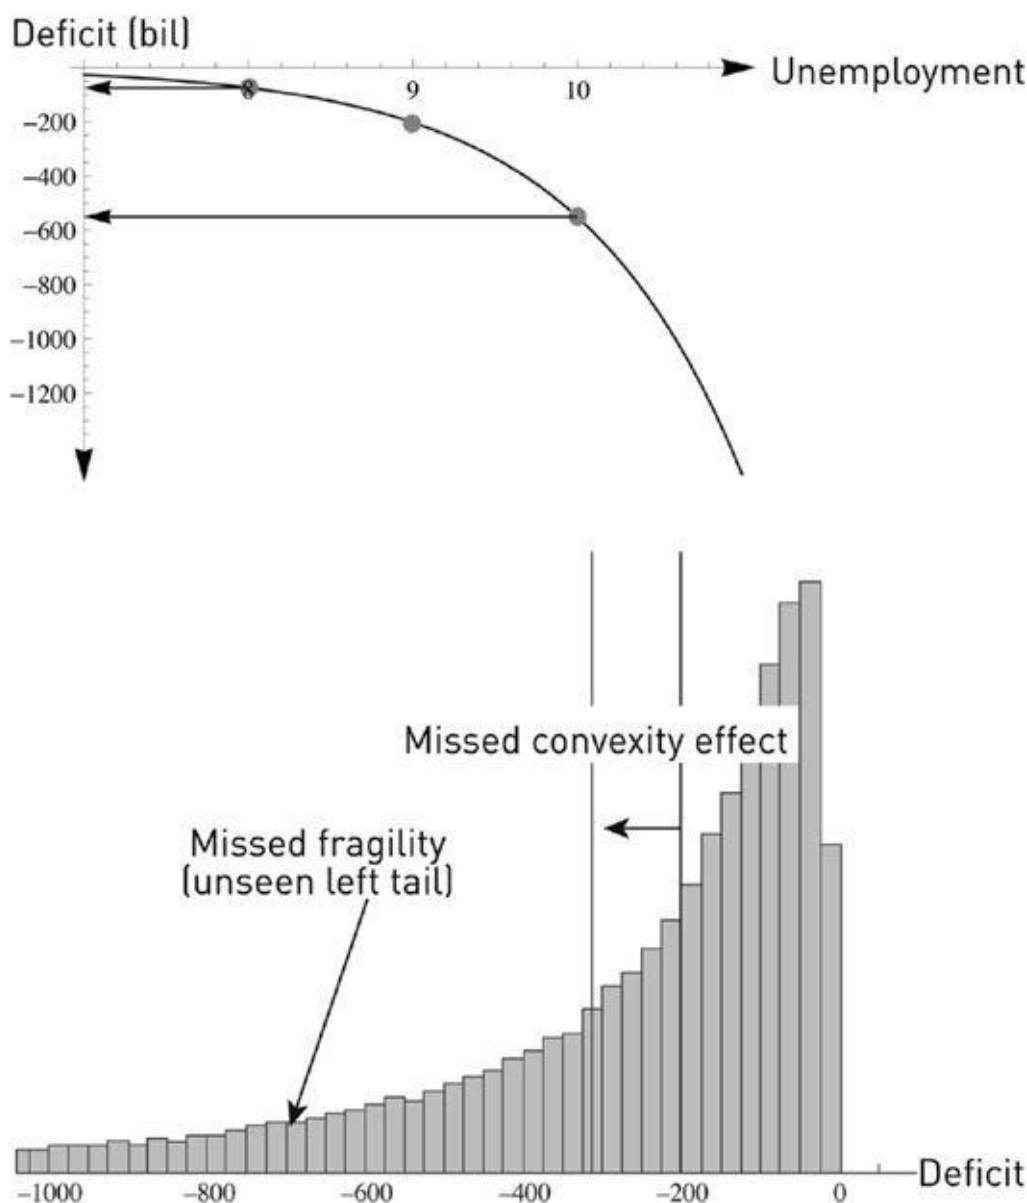 Deficit (bil)
Unemployment
8 9 10
−200
−400
−600
−800
−1000
−1200
Missed convexity effect
Missed fragility
(unseen left tail)
Deficit
−1000 −800 −600 −400 −200 0